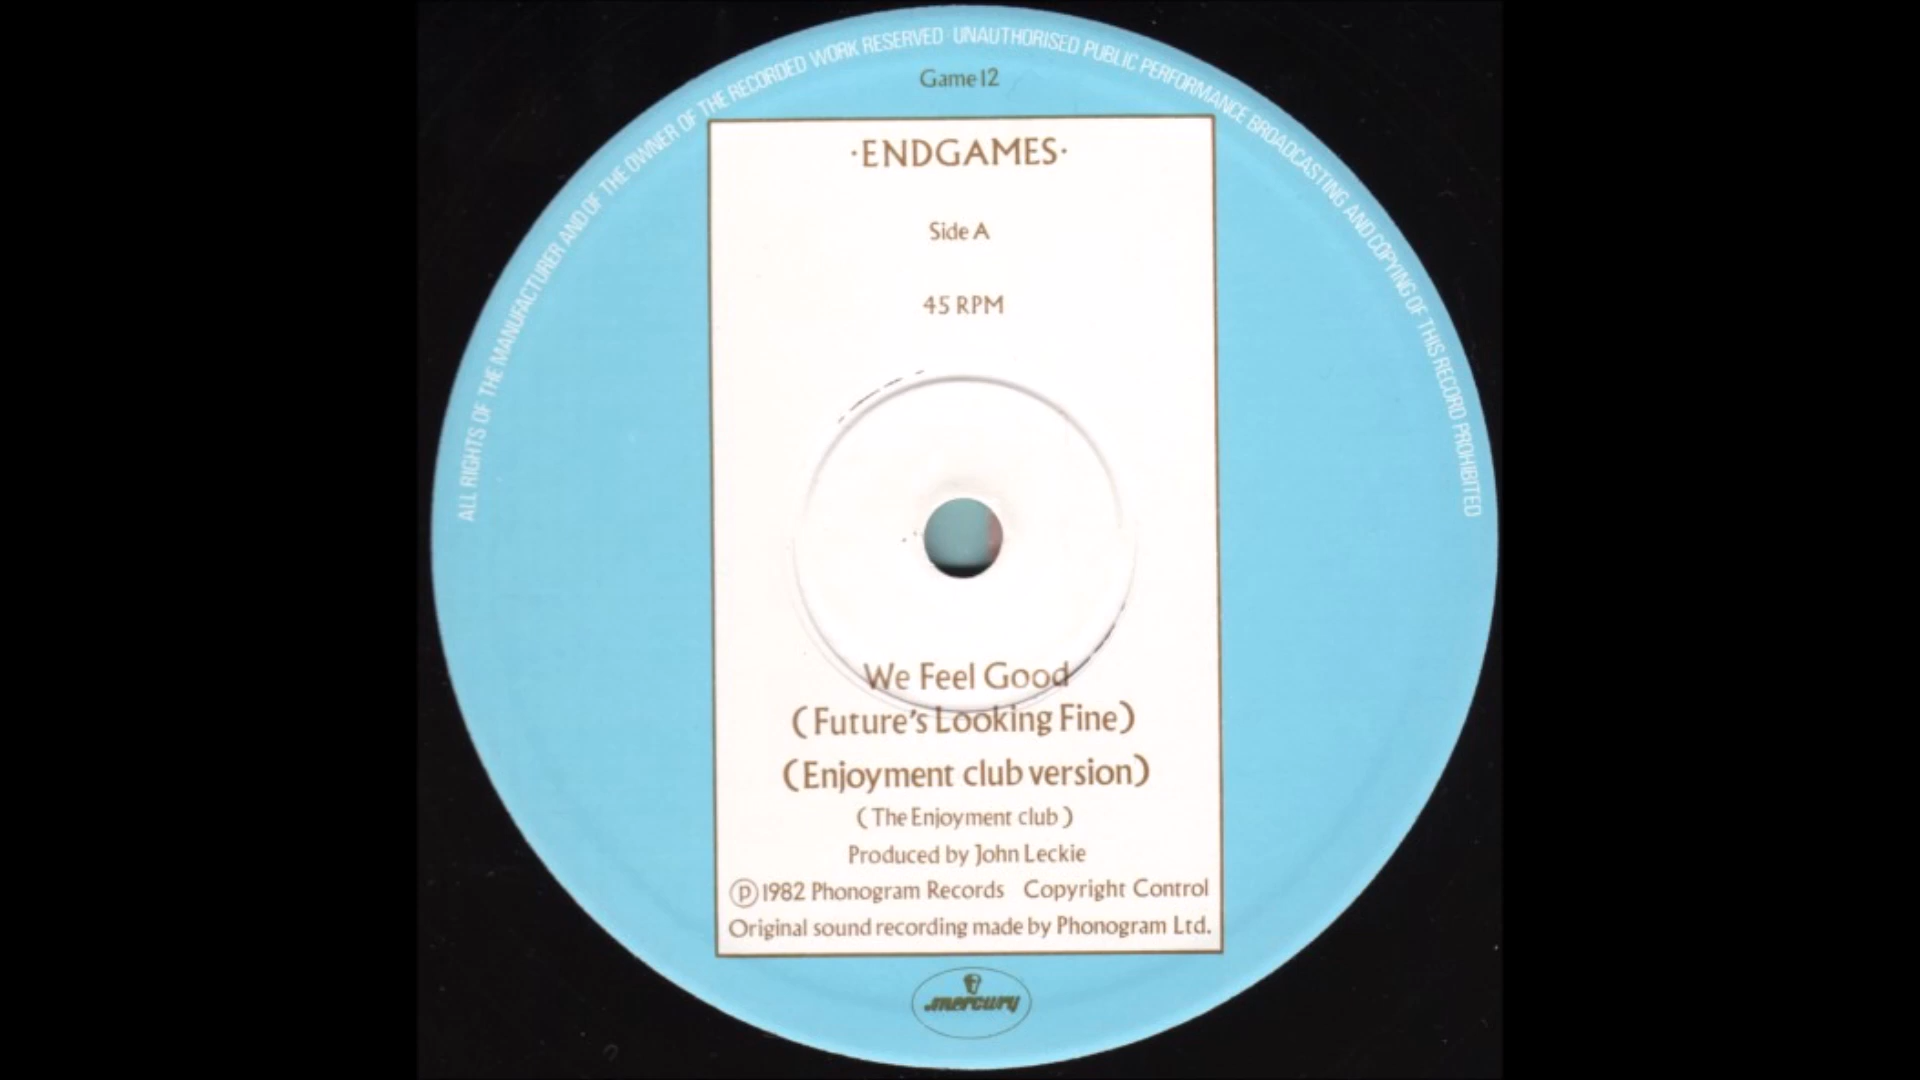 ALL RIGHTS OF THE MANUFACTURER AND OF THE OWNER OF THE RECORDED WORK RESERVED · UNAUTHORISED PUBLIC PERFORMANCE BROADCASTING AND COPYING OF THIS RECORD PROHIBITED
Game 12
·ENDGAMES·
Side A
45 RPM
We Feel Good
(Future's Looking Fine)
(Enjoyment club version)
(The Enjoyment club)
Produced by John Leckie
Ⓟ1982 Phonogram Records Copyright Control
Original sound recording made by Phonogram Ltd.
mercury